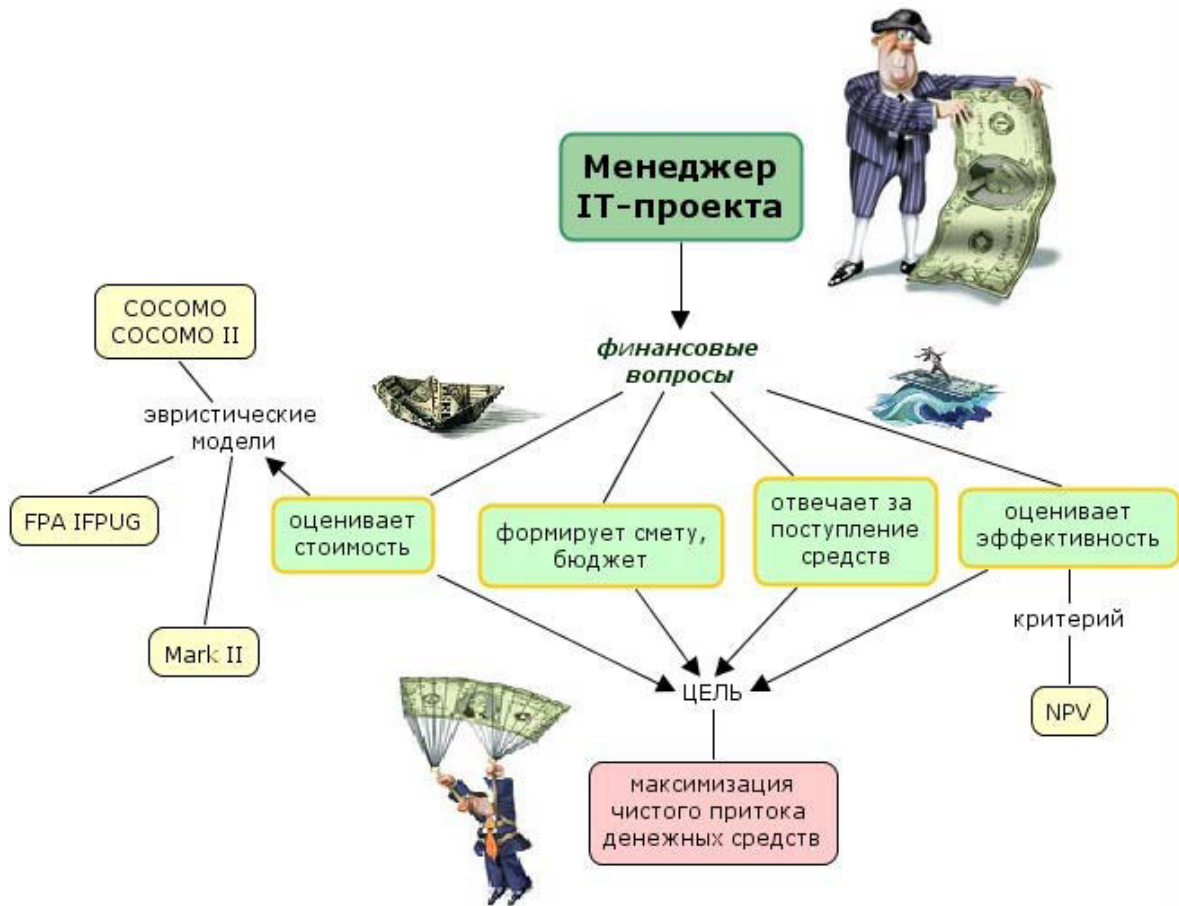 Менеджер
IT-проекта
COCOMO
COCOMO II
финансовые
вопросы
эвристические
модели
FPA IFPUG
оценивает
стоимость
формирует смету,
бюджет
отвечает за
поступление
средств
оценивает
эффективность
критерий
Mark II
ЦЕЛЬ
NPV
максимизация
чистого притока
денежных средств